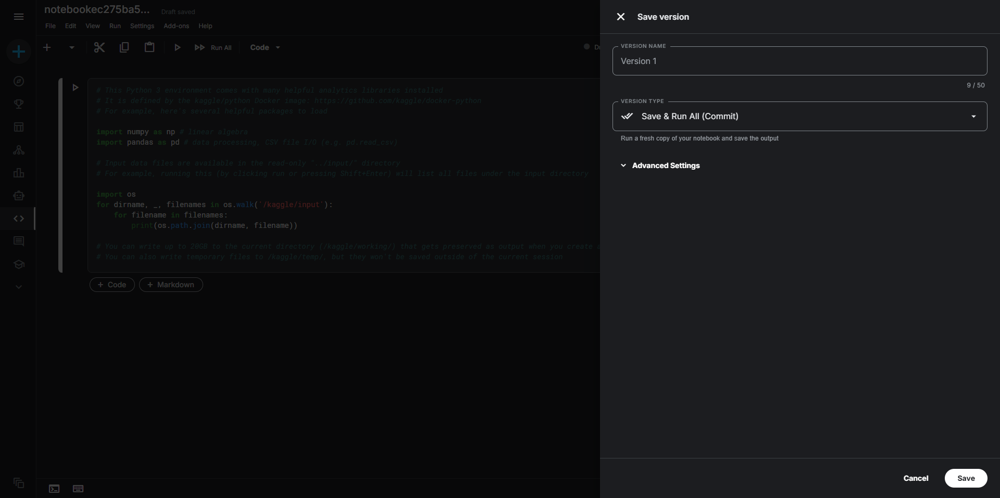 notebookec275ba5...
Draft saved
File Edit View Run Settings Add-ons Help
Run All
Code
# This Python 3 environment comes with many helpful analytics libraries installed
# It is defined by the kaggle/python Docker image: https://github.com/kaggle/docker-python
# For example, here's several helpful packages to load
import numpy as np # linear algebra
import pandas as pd # data processing, CSV file I/O (e.g. pd.read_csv)
# Input data files are available in the read-only "../input/" directory
# For example, running this (by clicking run or pressing Shift+Enter) will list all files under the input directory
import os
for dirname, _, filenames in os.walk('/kaggle/input'):
    for filename in filenames:
        print(os.path.join(dirname, filename))
# You can write up to 20GB to the current directory (/kaggle/working/) that gets preserved as output when you create a
# You can also write temporary files to /kaggle/temp/, but they won't be saved outside of the current session
+ Code
+ Markdown
Save version
VERSION NAME
Version 1
9 / 50
VERSION TYPE
Save & Run All (Commit)
Run a fresh copy of your notebook and save the output
Advanced Settings
Cancel
Save